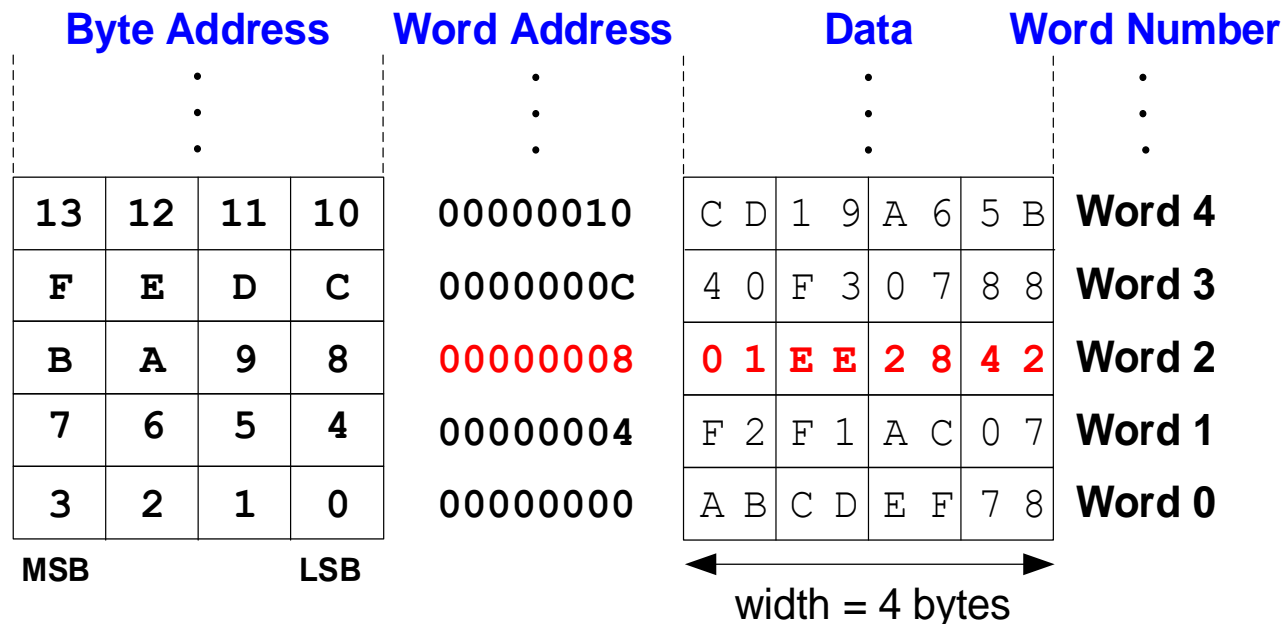 Byte Address Word Address Data Word Number
13 12 11 10 00000010 C D 1 9 A 6 5 B Word 4
F E D C 0000000C 4 0 F 3 0 7 8 8 Word 3
B A 9 8 00000008 0 1 E E 2 8 4 2 Word 2
7 6 5 4 00000004 F 2 F 1 A C 0 7 Word 1
3 2 1 0 00000000 A B C D E F 7 8 Word 0
MSB LSB
width = 4 bytes